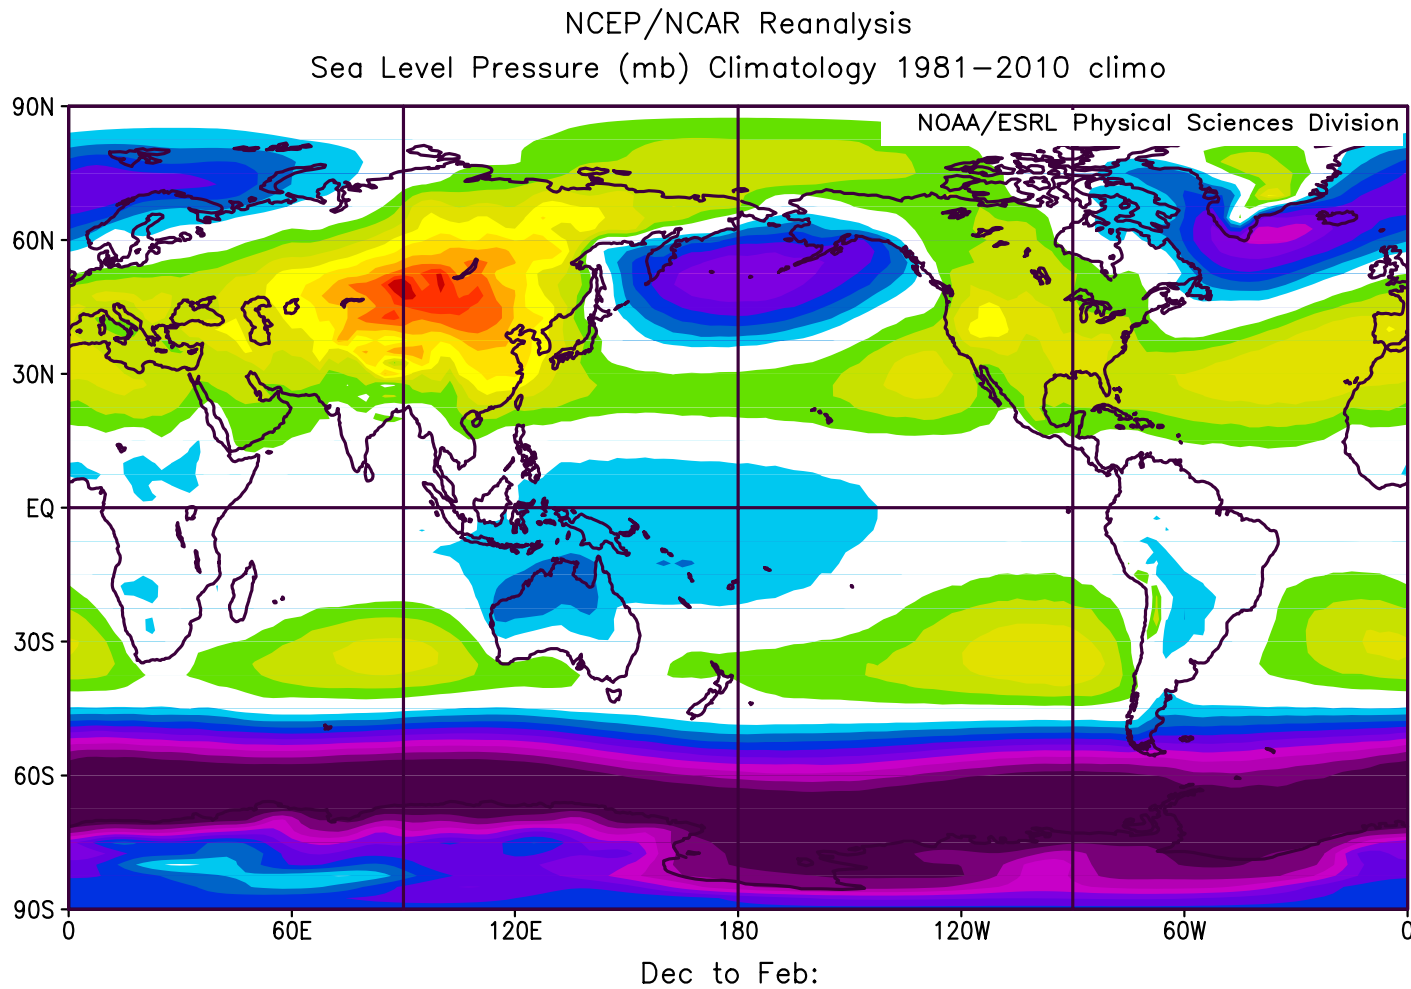 NCEP/NCAR Reanalysis
Sea Level Pressure (mb) Climatology 1981-2010 climo
NOAA/ESRL Physical Sciences Division
90N
60N
30N
EQ
30S
60S
90S
0 60E 120E 180 120W 60W 0
Dec to Feb: